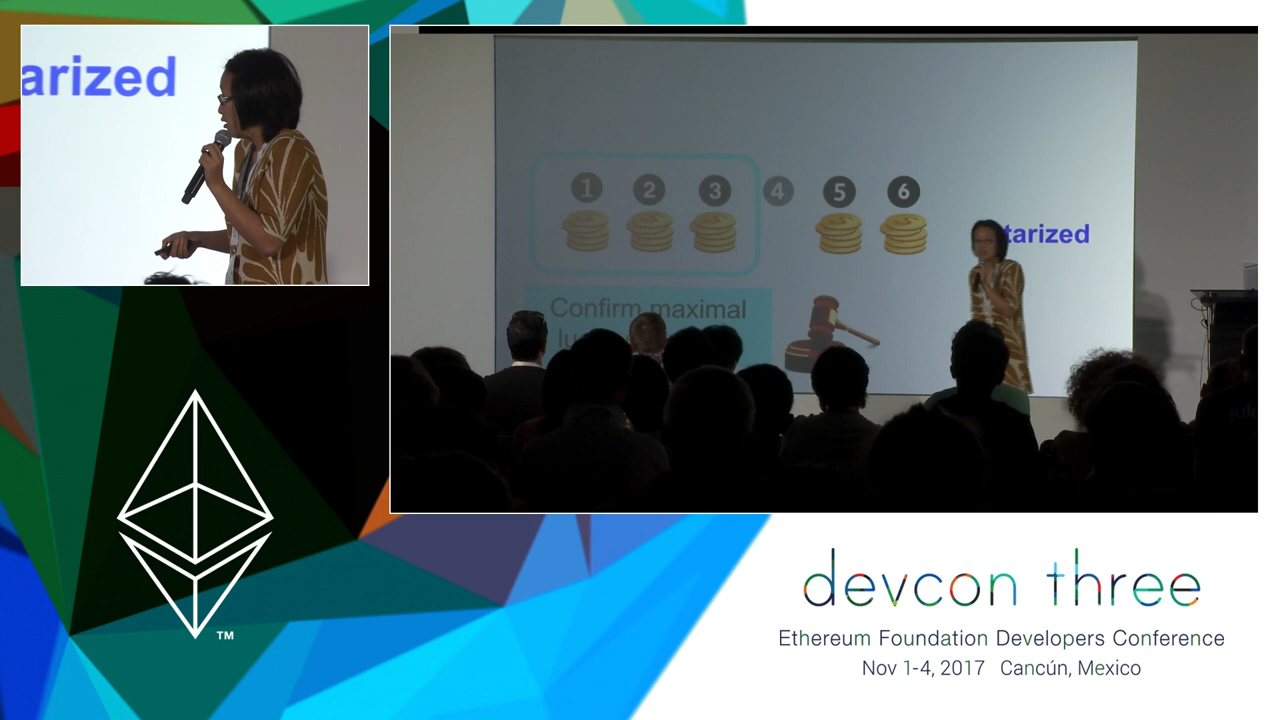 arized
1 2 3 4 5 6
tarized
Confirm maximal
TM
devcon three
Ethereum Foundation Developers Conference
Nov 1-4, 2017 Cancún, Mexico